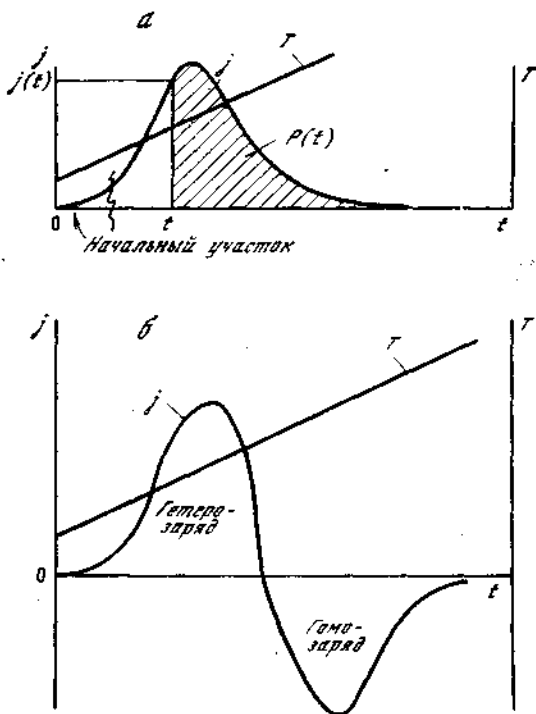 а
j
j(t)
T
j
T
P(t)
0
t
t
Начальный участок
j
б
T
T
j
Гетеро-
заряд
0
t
Гомо-
заряд